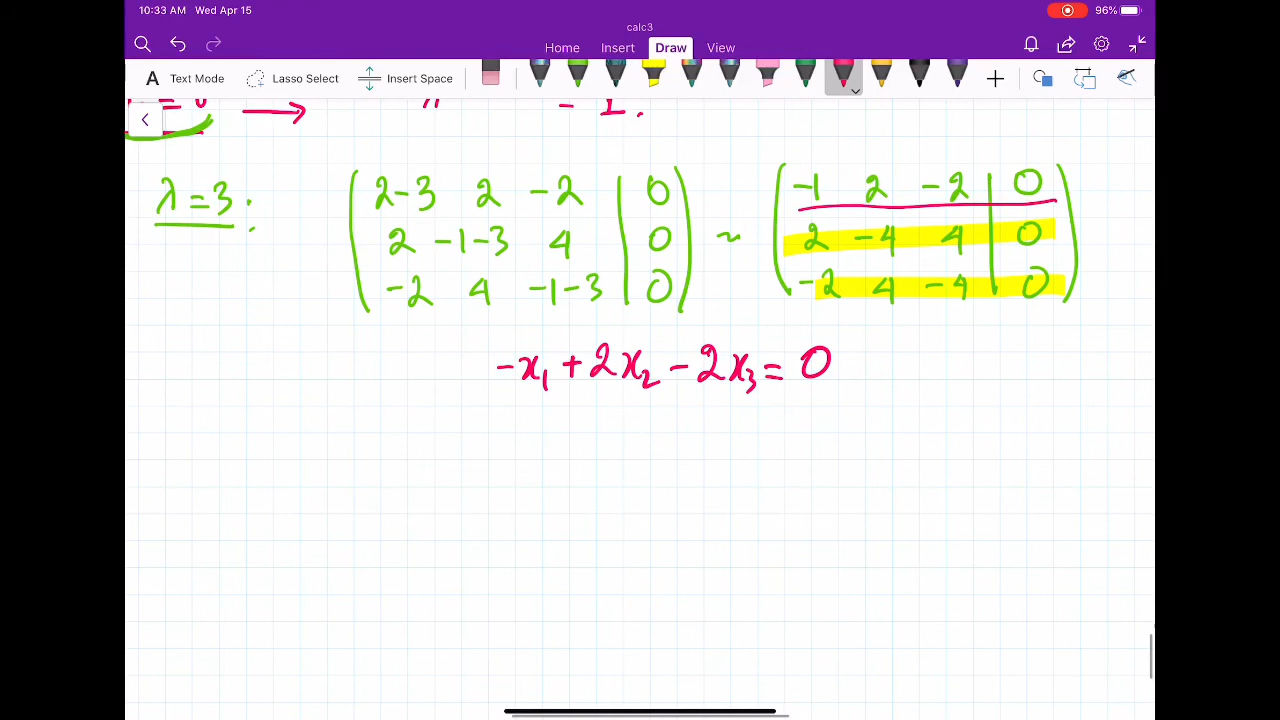 10:33 AM Wed Apr 15
96%
calc3
Home Insert Draw View
Text Mode Lasso Select Insert Space
→ - 1.
λ=3: (2-3 2 -2 | 0) (-1 2 -2 | 0)
(2 -1-3 4 | 0) ~ (2 -4 4 | 0)
(-2 4 -1-3 | 0) (-2 4 -4 | 0)
-x₁ + 2x₂ - 2x₃ = 0